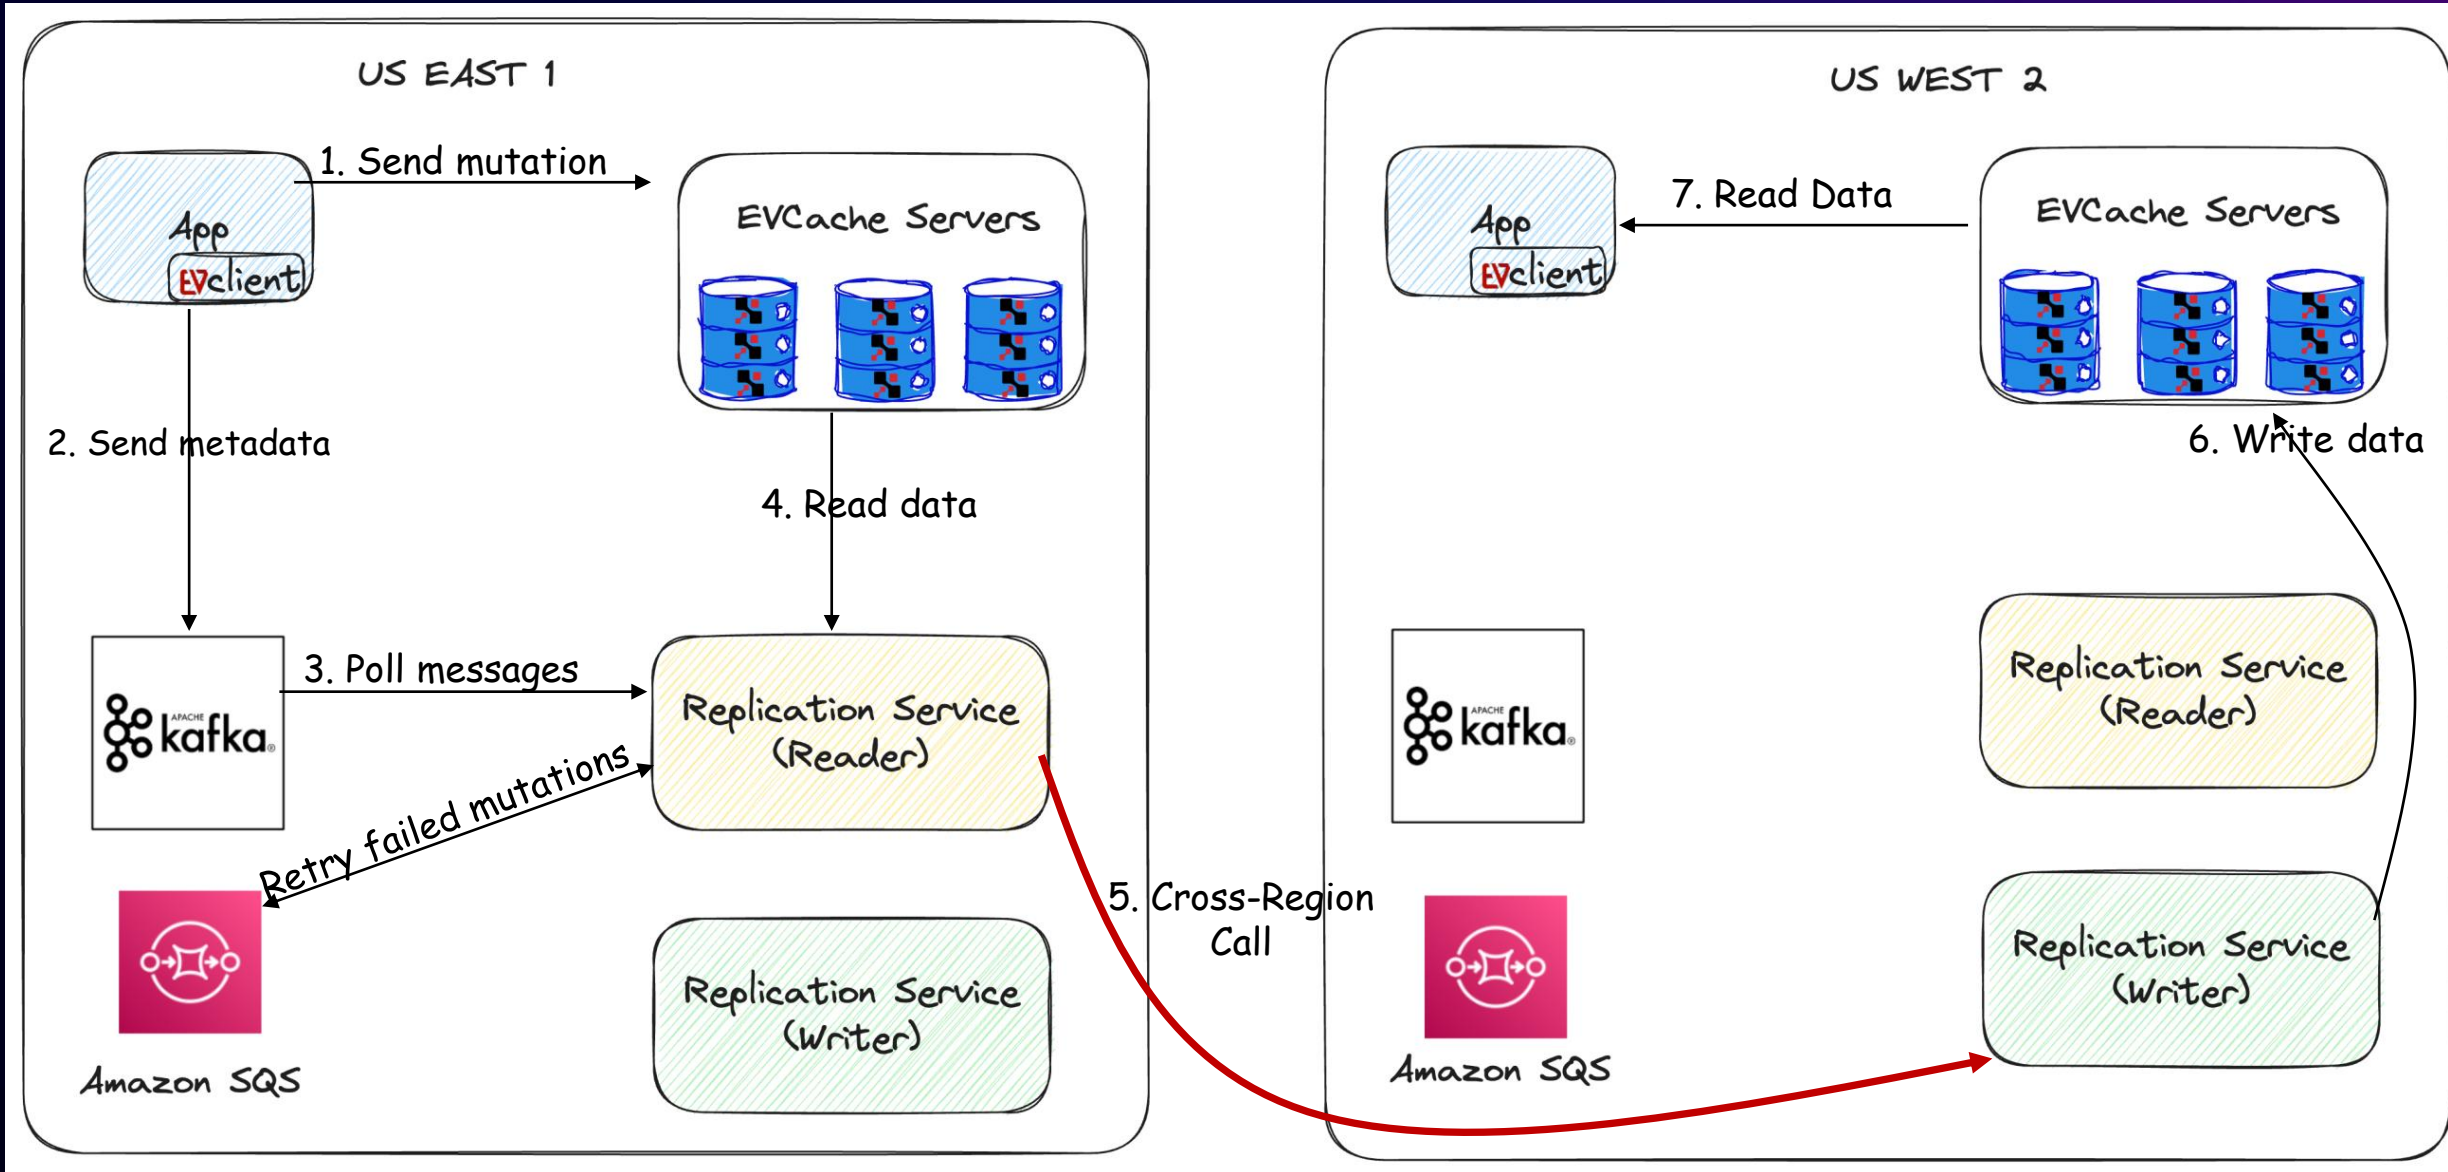 US EAST 1
1. Send mutation
App
EVclient
EVCache Servers
2. Send metadata
4. Read data
3. Poll messages
APACHE
kafka®
Replication Service
(Reader)
Retry failed mutations
Amazon SQS
Replication Service
(Writer)
5. Cross-Region
Call
US WEST 2
App
EVclient
7. Read Data
EVCache Servers
6. Write data
APACHE
kafka®
Replication Service
(Reader)
Amazon SQS
Replication Service
(Writer)